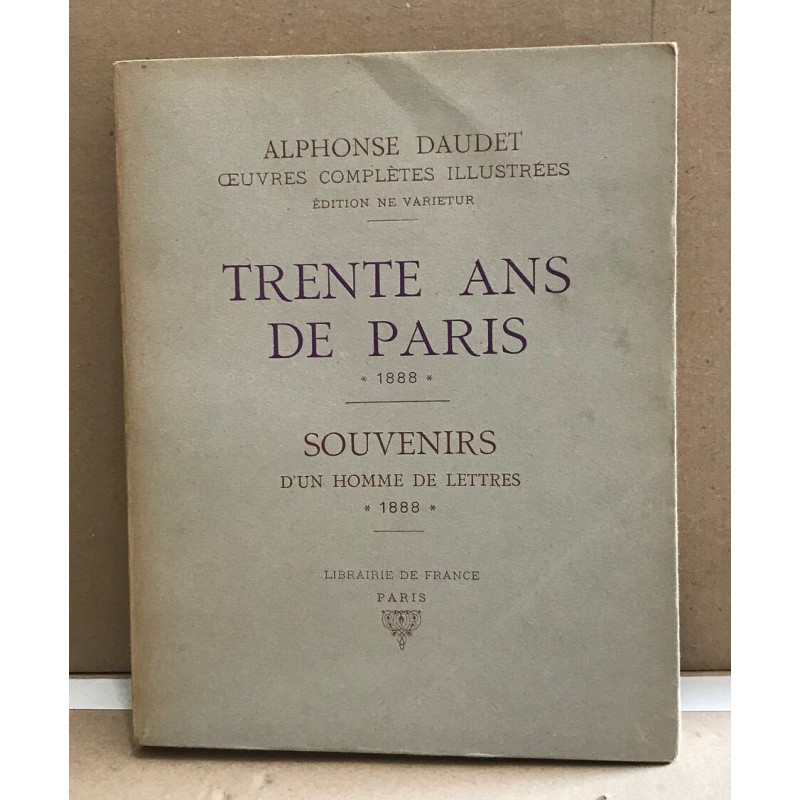 ALPHONSE DAUDET
ŒUVRES COMPLÈTES ILLUSTRÉES
ÉDITION NE VARIETUR
TRENTE ANS
DE PARIS
* 1888 *
SOUVENIRS
D'UN HOMME DE LETTRES
* 1888 *
LIBRAIRIE DE FRANCE
PARIS